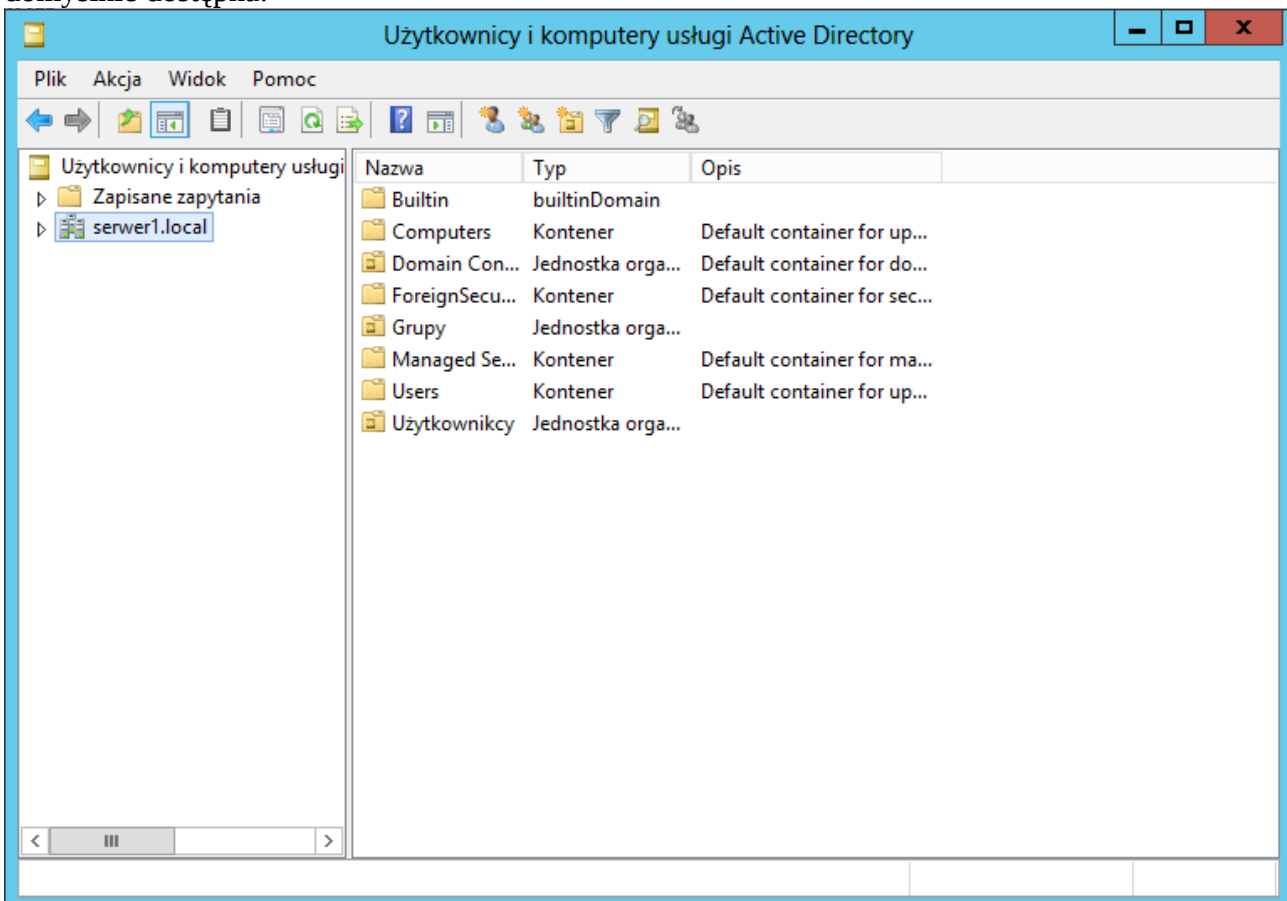 domyślnie dostępna.
Użytkownicy i komputery usługi Active Directory
Plik Akcja Widok Pomoc
Użytkownicy i komputery usługi
Zapisane zapytania
serwer1.local
Nazwa Typ Opis
Builtin builtinDomain
Computers Kontener Default container for up...
Domain Con... Jednostka orga... Default container for do...
ForeignSecu... Kontener Default container for sec...
Grupy Jednostka orga...
Managed Se... Kontener Default container for ma...
Users Kontener Default container for up...
Użytkownikcy Jednostka orga...